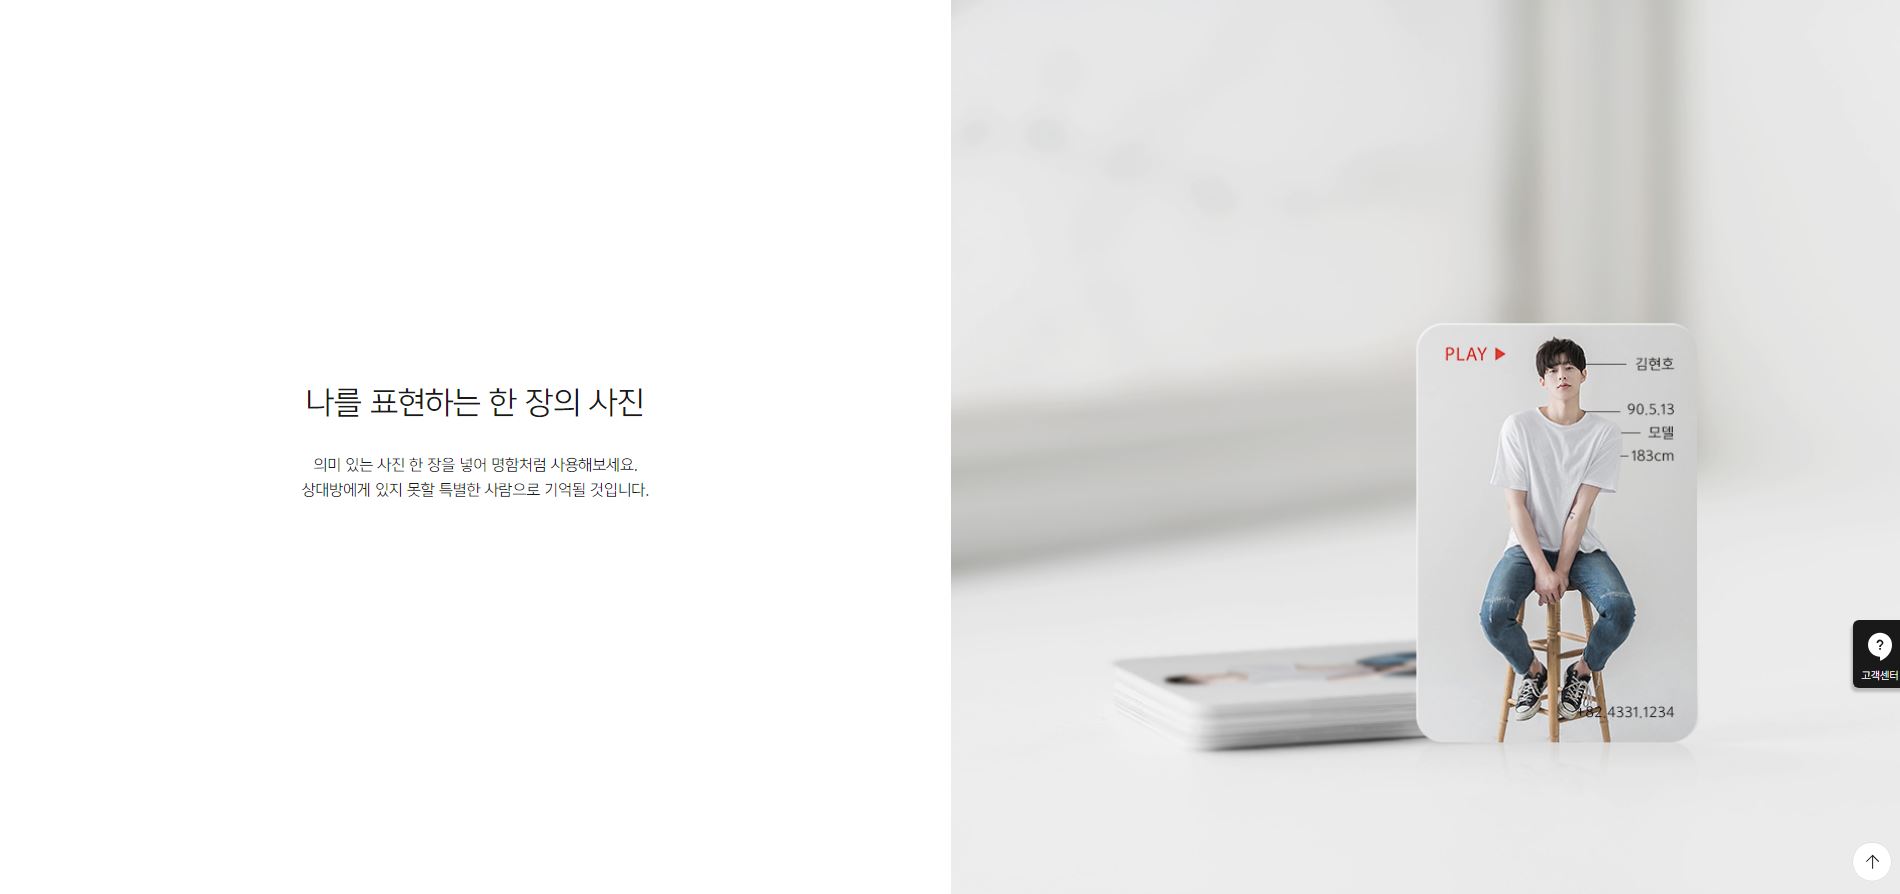 나를 표현하는 한 장의 사진
의미 있는 사진 한 장을 넣어 명함처럼 사용해보세요.
상대방에게 있지 못할 특별한 사람으로 기억될 것입니다.
PLAY
김현호
90.5.13
모델
183cm
+82.4331.1234
?
고객센터